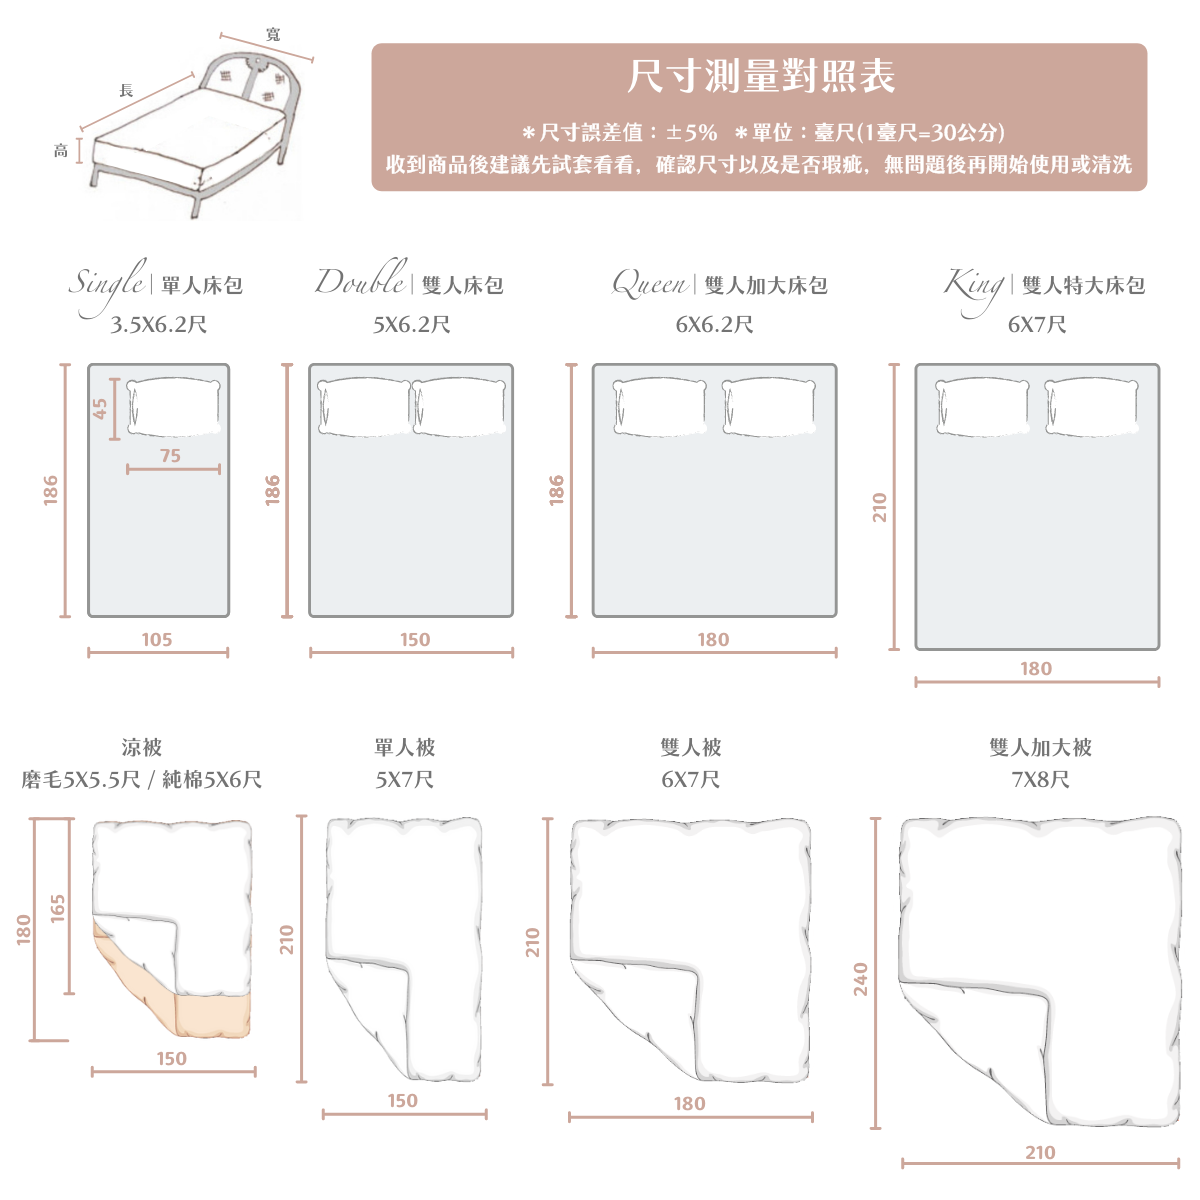 寬
長
高
尺寸測量對照表
＊尺寸誤差值：±5% ＊單位：臺尺(1臺尺=30公分)
收到商品後建議先試套看看，確認尺寸以及是否瑕疵，無問題後再開始使用或清洗
Single｜單人床包
3.5X6.2尺
Double｜雙人床包
5X6.2尺
Queen｜雙人加大床包
6X6.2尺
King｜雙人特大床包
6X7尺
45
75
186
105
186
150
186
180
210
180
涼被
磨毛5X5.5尺 / 純棉5X6尺
單人被
5X7尺
雙人被
6X7尺
雙人加大被
7X8尺
180
165
150
210
150
210
180
240
210